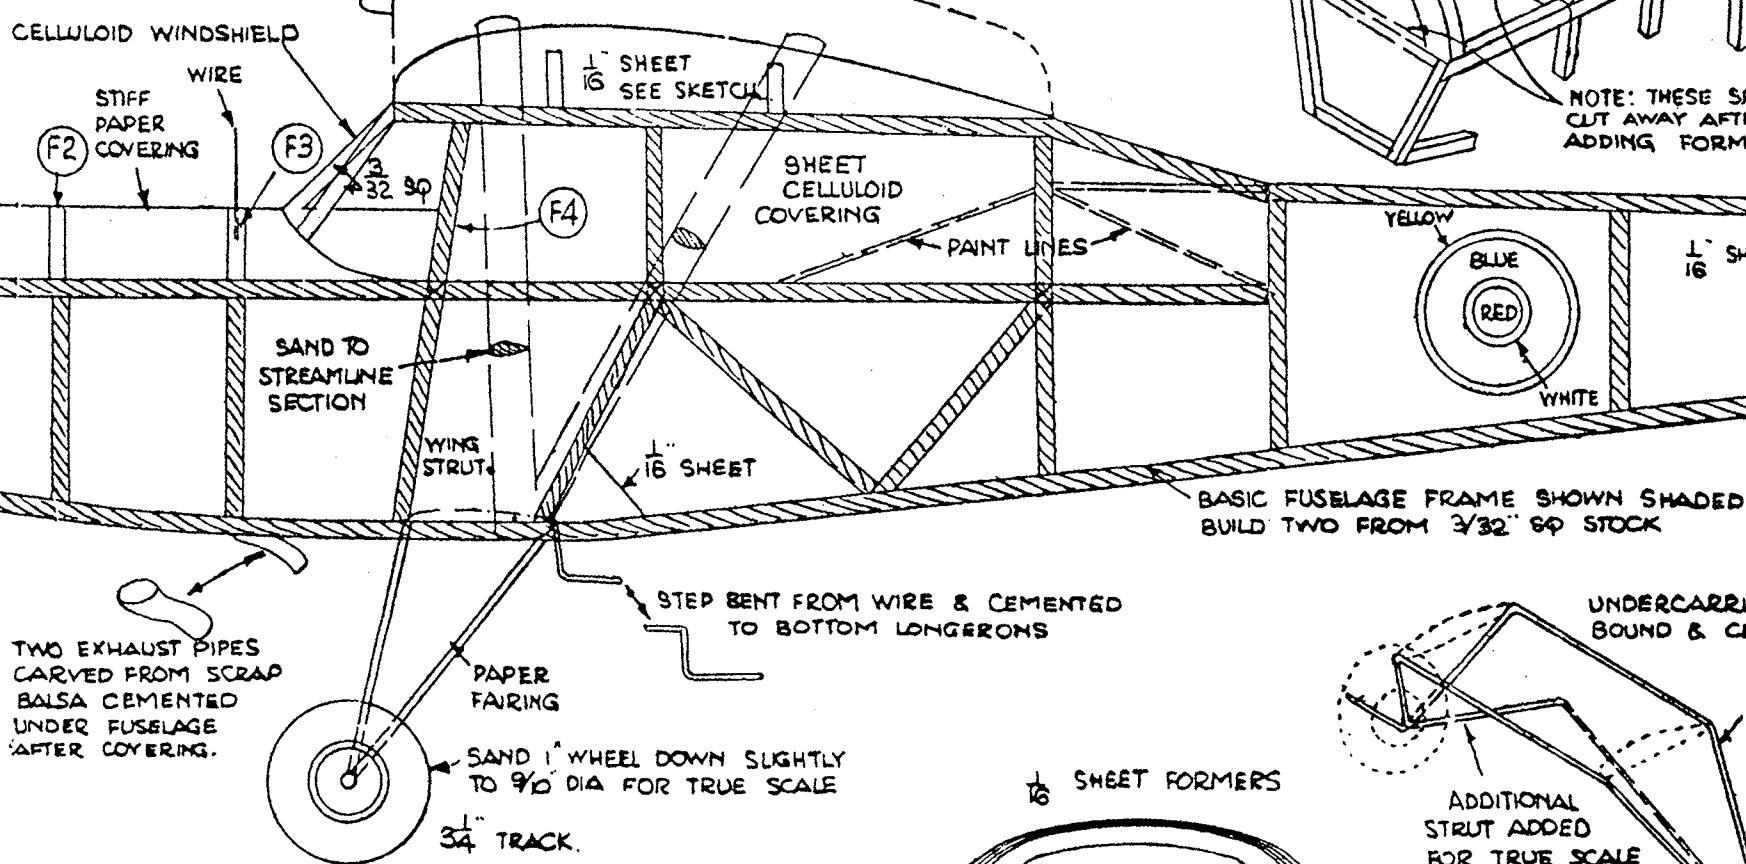 CELLULOID WINDSHIELD
WIRE
STIFF
PAPER
COVERING
F2
F3
3/32 SQ
1/16" SHEET
SEE SKETCH
F4
SHEET
CELLULOID
COVERING
PAINT LINES
NOTE: THESE
CUT AWAY
ADDING
YELLOW
BLUE
RED
WHITE
1/16"
SAND TO
STREAMLINE
SECTION
WING
STRUT
1/16" SHEET
BASIC FUSELAGE FRAME SHOWN SHADED
BUILD TWO FROM 3/32" SQ STOCK
STEP BENT FROM WIRE & CEMENTED
TO BOTTOM LONGERONS
TWO EXHAUST PIPES
CARVED FROM SCRAP
BALSA CEMENTED
UNDER FUSELAGE
AFTER COVERING.
PAPER
FAIRING
SAND 1" WHEEL DOWN SLIGHTLY
TO 9/10" DIA FOR TRUE SCALE
3 1/4" TRACK.
1/16 SHEET FORMERS
BOUND &
ADDITIONAL
STRUT ADDED
FOR TRUE SCALE